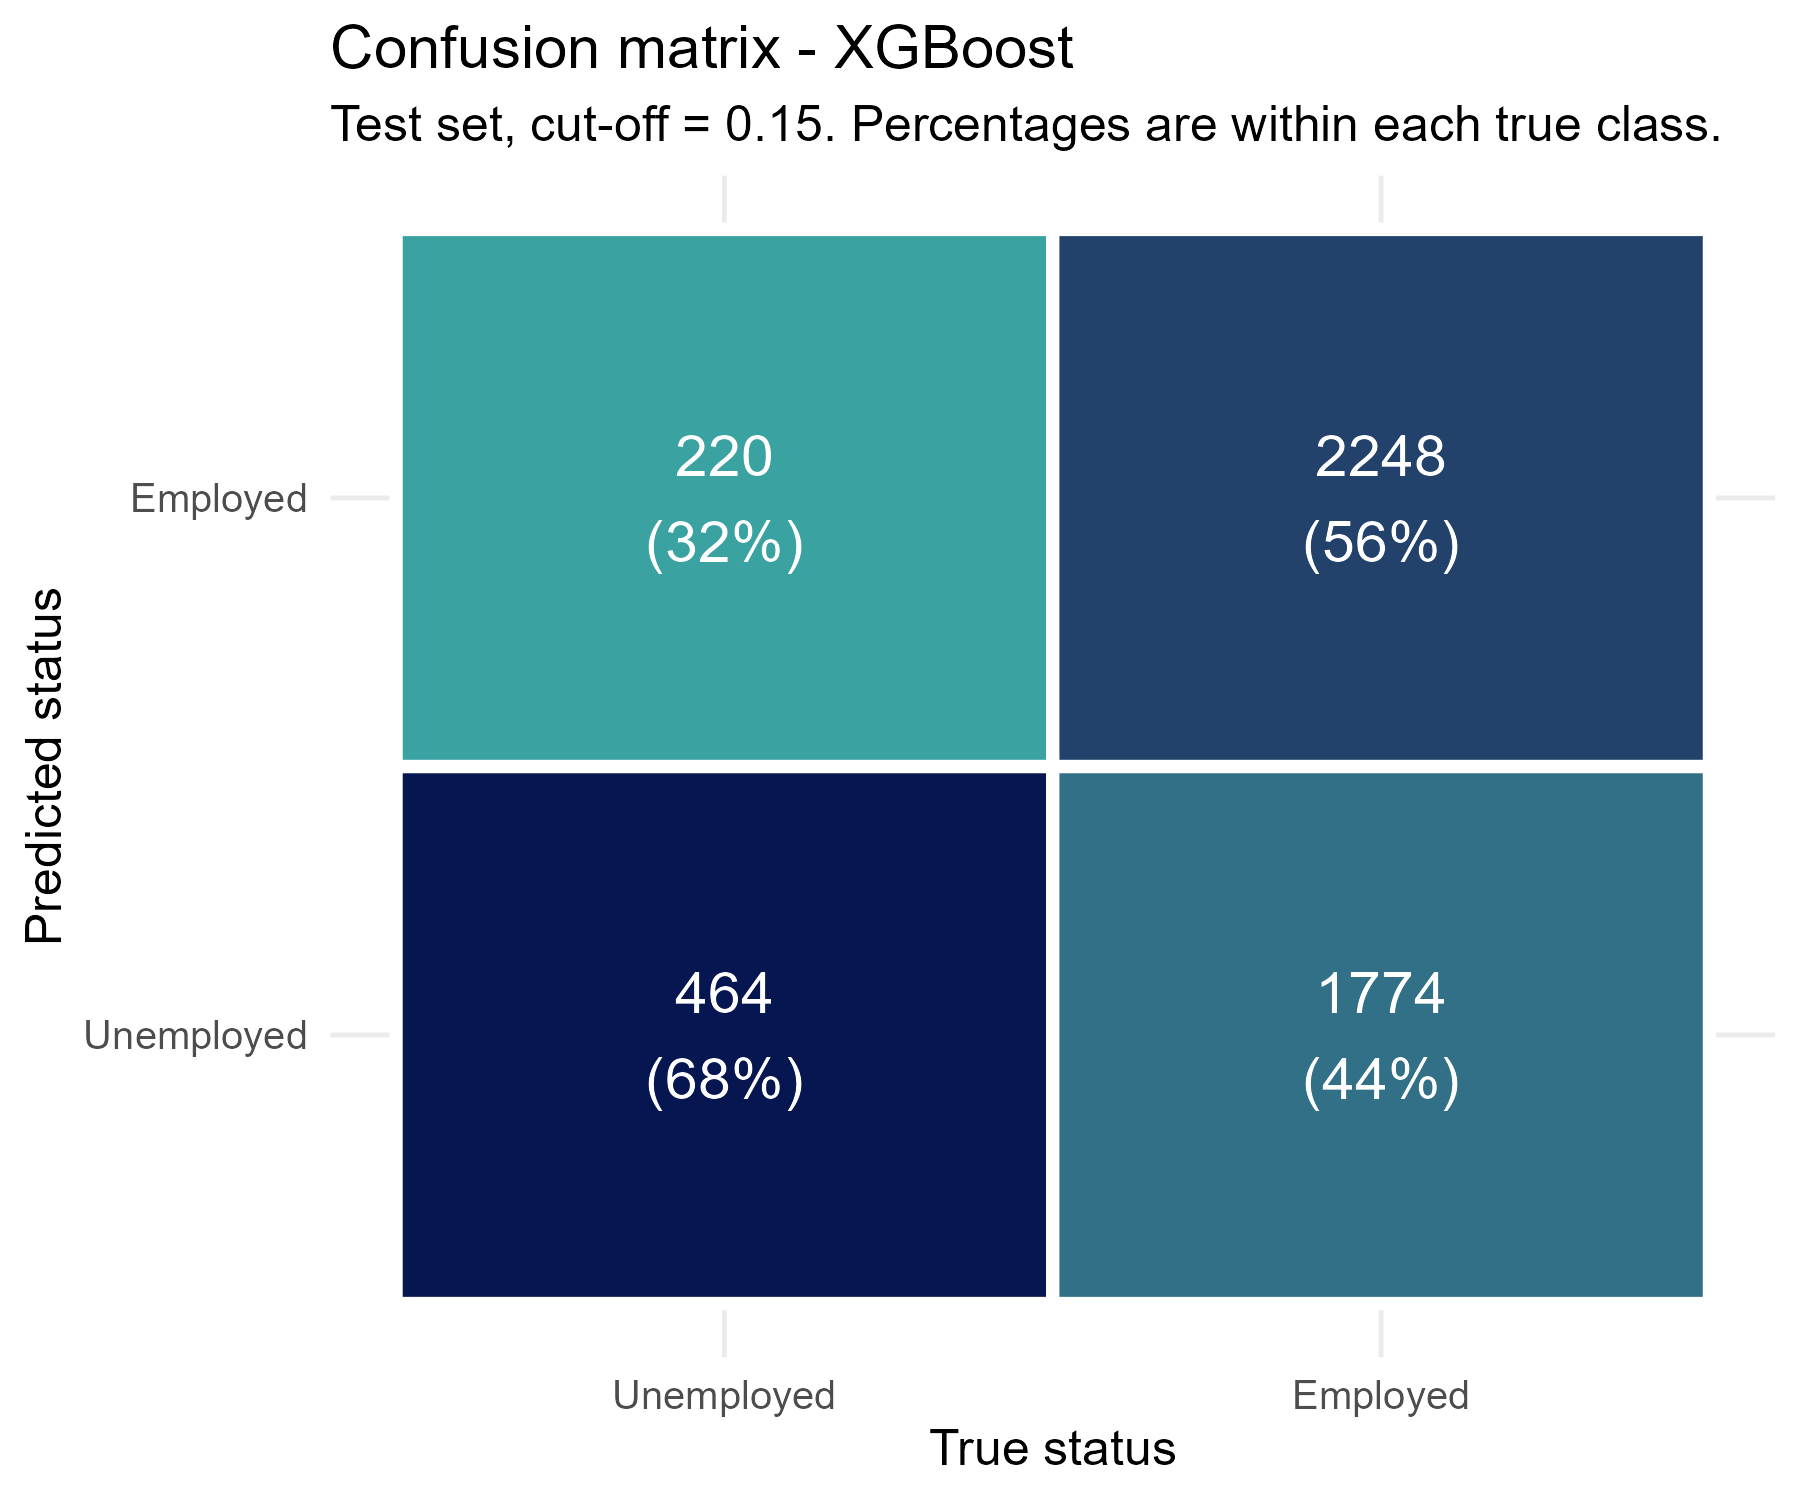 Confusion matrix - XGBoost
Test set, cut-off = 0.15. Percentages are within each true class.
220
(32%)
2248
(56%)
Employed
Predicted status
464
(68%)
1774
(44%)
Unemployed
Unemployed
Employed
True status